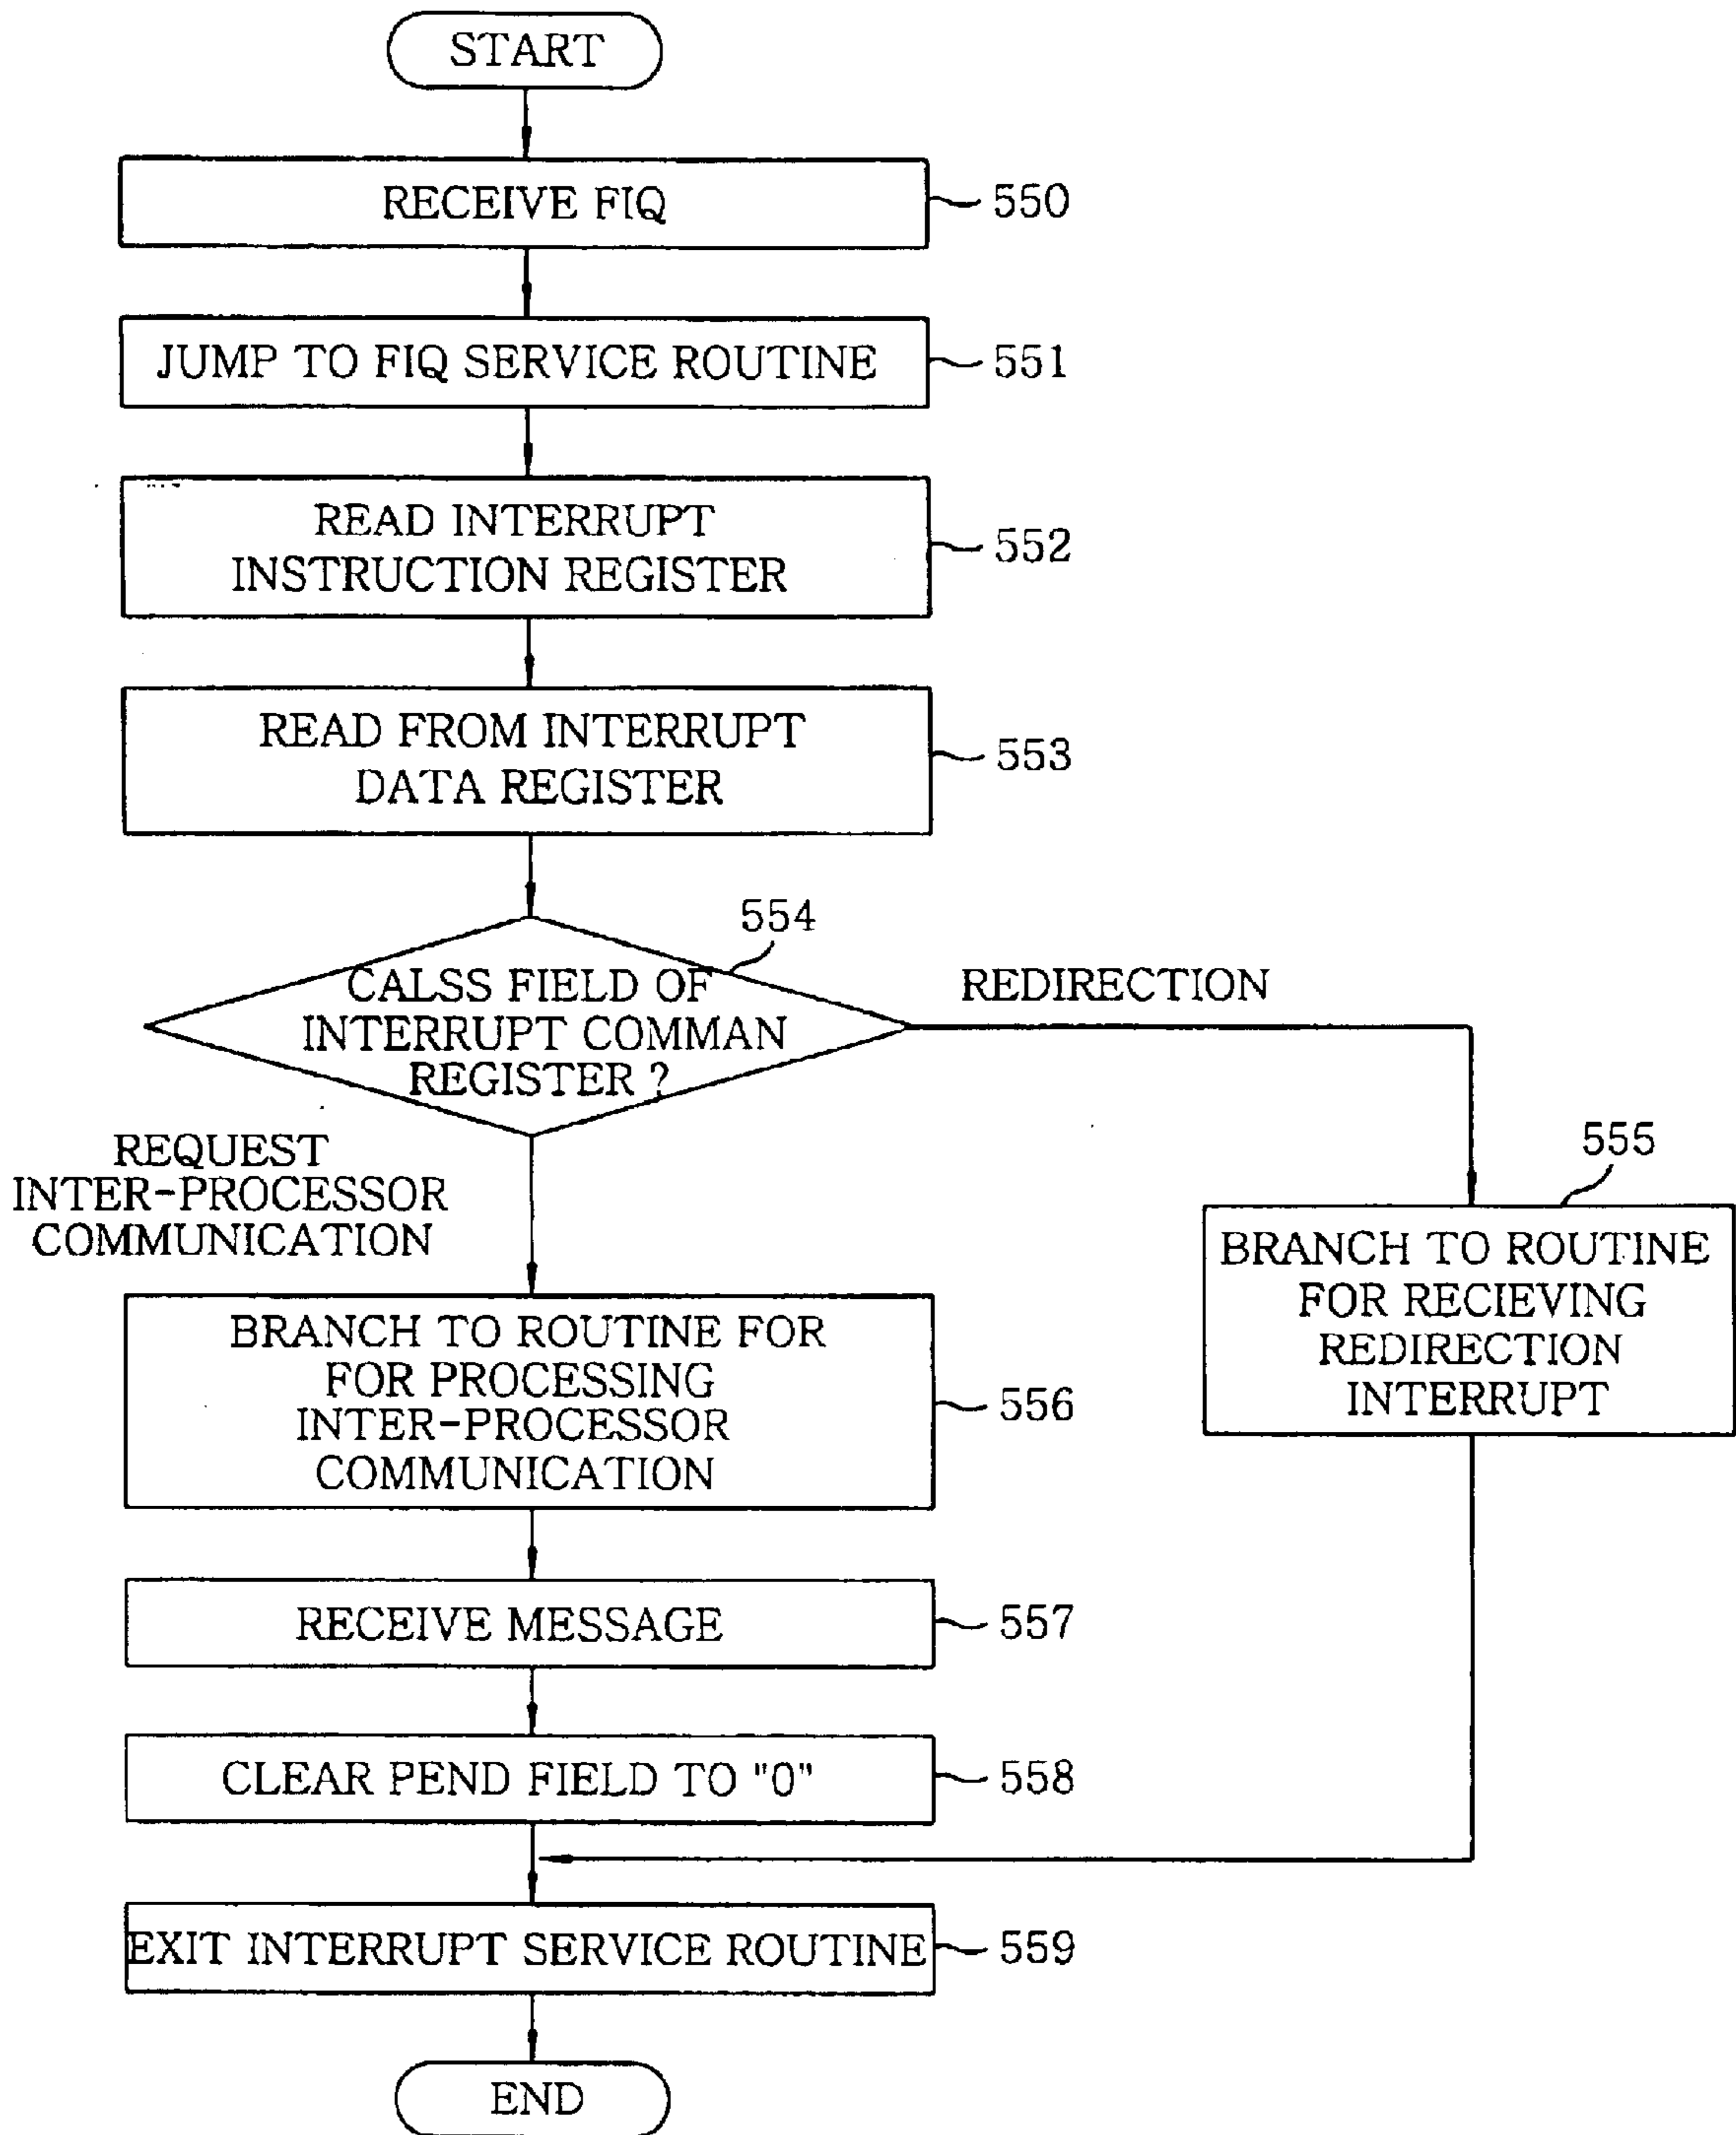 START
RECEIVE FIQ
550
JUMP TO FIQ SERVICE ROUTINE
551
READ INTERRUPT
INSTRUCTION REGISTER
552
READ FROM INTERRUPT
DATA REGISTER
553
554
CALSS FIELD OF
INTERRUPT COMMAN
REGISTER ?
REDIRECTION
REQUEST
INTER-PROCESSOR
COMMUNICATION
555
BRANCH TO ROUTINE
FOR RECIEVING
REDIRECTION
INTERRUPT
BRANCH TO ROUTINE FOR
FOR PROCESSING
INTER-PROCESSOR
COMMUNICATION
556
RECEIVE MESSAGE
557
CLEAR PEND FIELD TO "0"
558
EXIT INTERRUPT SERVICE ROUTINE
559
END